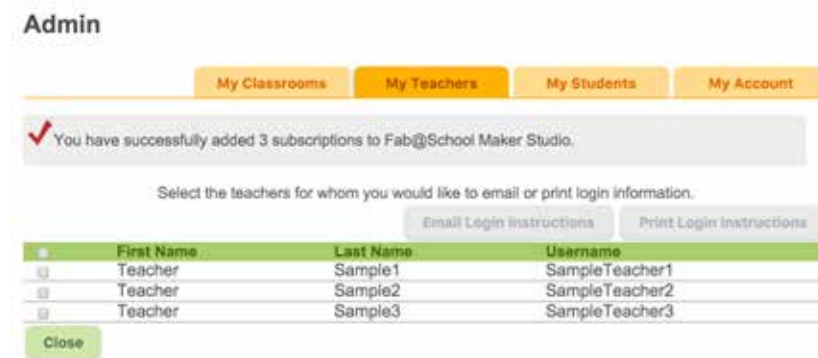 Admin
My Classrooms My Teachers My Students My Account
You have successfully added 3 subscriptions to Fab@School Maker Studio.
Select the teachers for whom you would like to email or print login information.
Email Login Instructions Print Login Instructions
First Name Last Name Username
Teacher Sample1 SampleTeacher1
Teacher Sample2 SampleTeacher2
Teacher Sample3 SampleTeacher3
Close